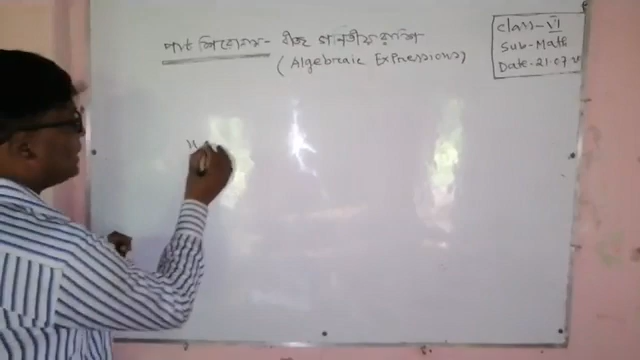 পাঠ শিরোনাম- বীজ গানিতীয় রাশি
(Algebraic Expressions)
Class-VI
Sub-Math
Date-21.07.